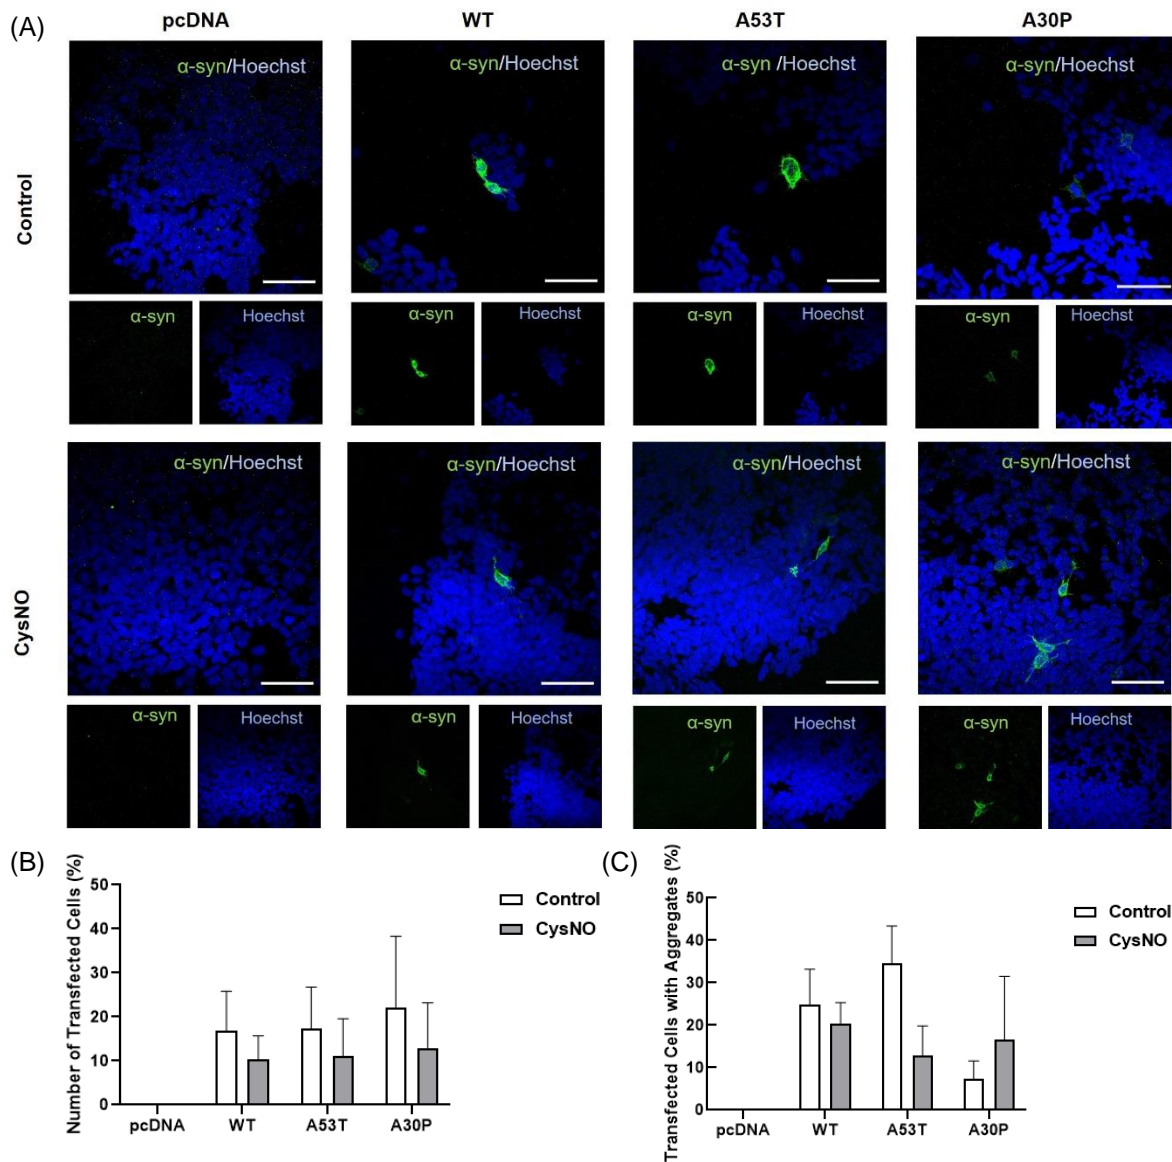 (A)
pcDNA WT A53T A30P
Control
α-syn/Hoechst α-syn/Hoechst α-syn /Hoechst α-syn/Hoechst
α-syn Hoechst α-syn Hoechst α-syn Hoechst α-syn Hoechst
CysNO
α-syn/Hoechst α-syn/Hoechst α-syn/Hoechst α-syn/Hoechst
α-syn Hoechst α-syn Hoechst α-syn Hoechst α-syn Hoechst
(B)
Number of Transfected Cells (%)
50
40
30
20
10
0
pcDNA WT A53T A30P
Control
CysNO
(C)
Transfected Cells with Aggregates (%)
50
40
30
20
10
0
pcDNA WT A53T A30P
Control
CysNO